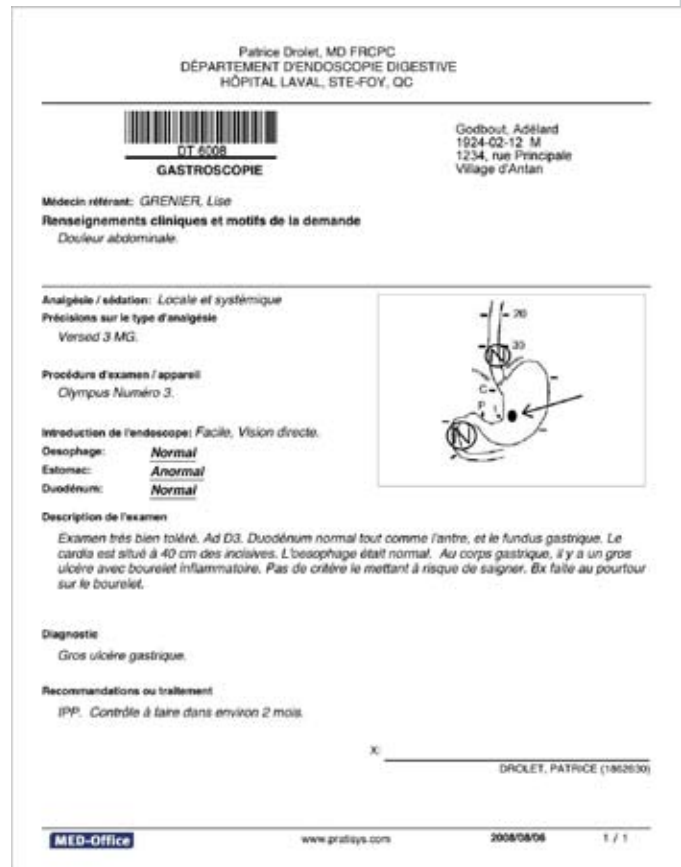 Patrice Drolet, MD FRCPC
DÉPARTEMENT D'ENDOSCOPIE DIGESTIVE
HÔPITAL LAVAL, STE-FOY, QC
DT 6008
GASTROSCOPIE
Godbout, Adélard
1924-02-12 M
1234, rue Principale
Village d'Antan
Médecin référant: GRENIER, Lise
Renseignements cliniques et motifs de la demande
Douleur abdominale.
Analgésie / sédation: Locale et systémique
Précisions sur le type d'analgésie
Versed 3 MG.
Procédure d'examen / appareil
Olympus Numéro 3.
Introduction de l'endoscope: Facile, Vision directe.
Oesophage: Normal
Estomac: Anormal
Duodénum: Normal
20
30
N
C
P
N
Description de l'examen
Examen très bien toléré. Ad D3. Duodénum normal tout comme l'antre, et le fundus gastrique. Le
cardia est situé à 40 cm des incisives. L'oesophage était normal. Au corps gastrique, il y a un gros
ulcère avec bourelet inflammatoire. Pas de critère le mettant à risque de saigner. Bx faite au pourtour
sur le bourelet.
Diagnostic
Gros ulcère gastrique.
Recommandations ou traitement
IPP. Contrôle à faire dans environ 2 mois.
X:
DROLET, PATRICE (1862630)
MED-Office
www.pratisys.com
2008/08/06
1 / 1